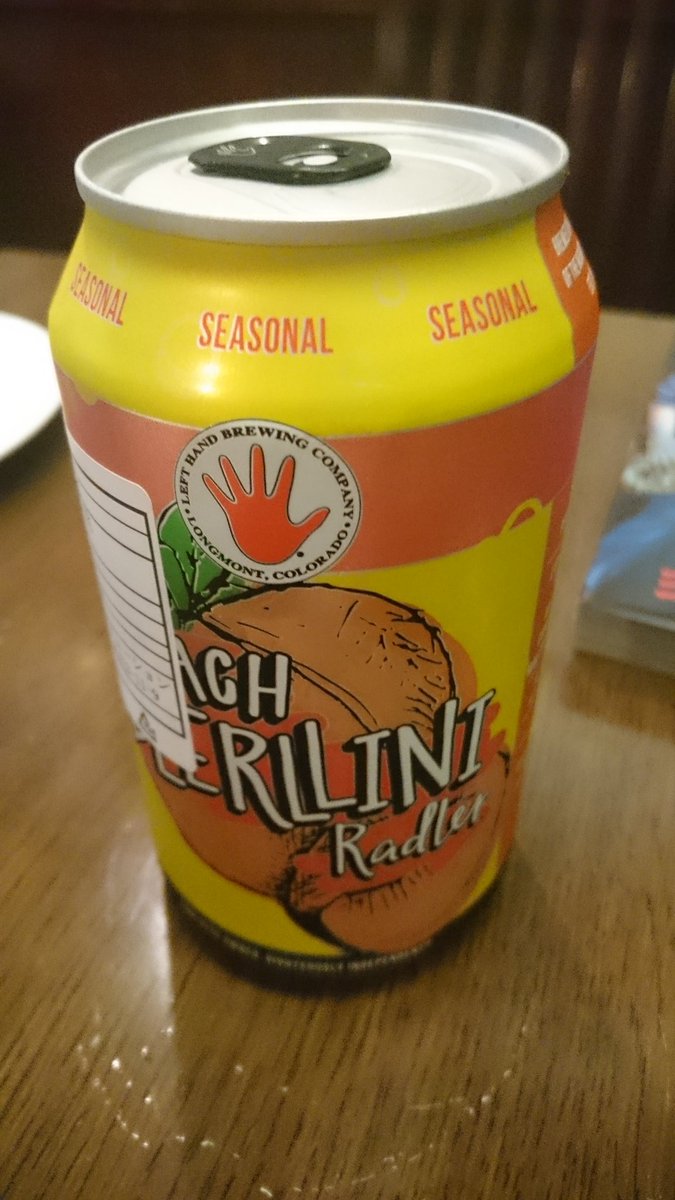 SEASONAL
SEASONAL
SEASONAL
LEFT HAND BREWING COMPANY
LONGMONT, COLORADO
ACH
ERLLINI
Radler